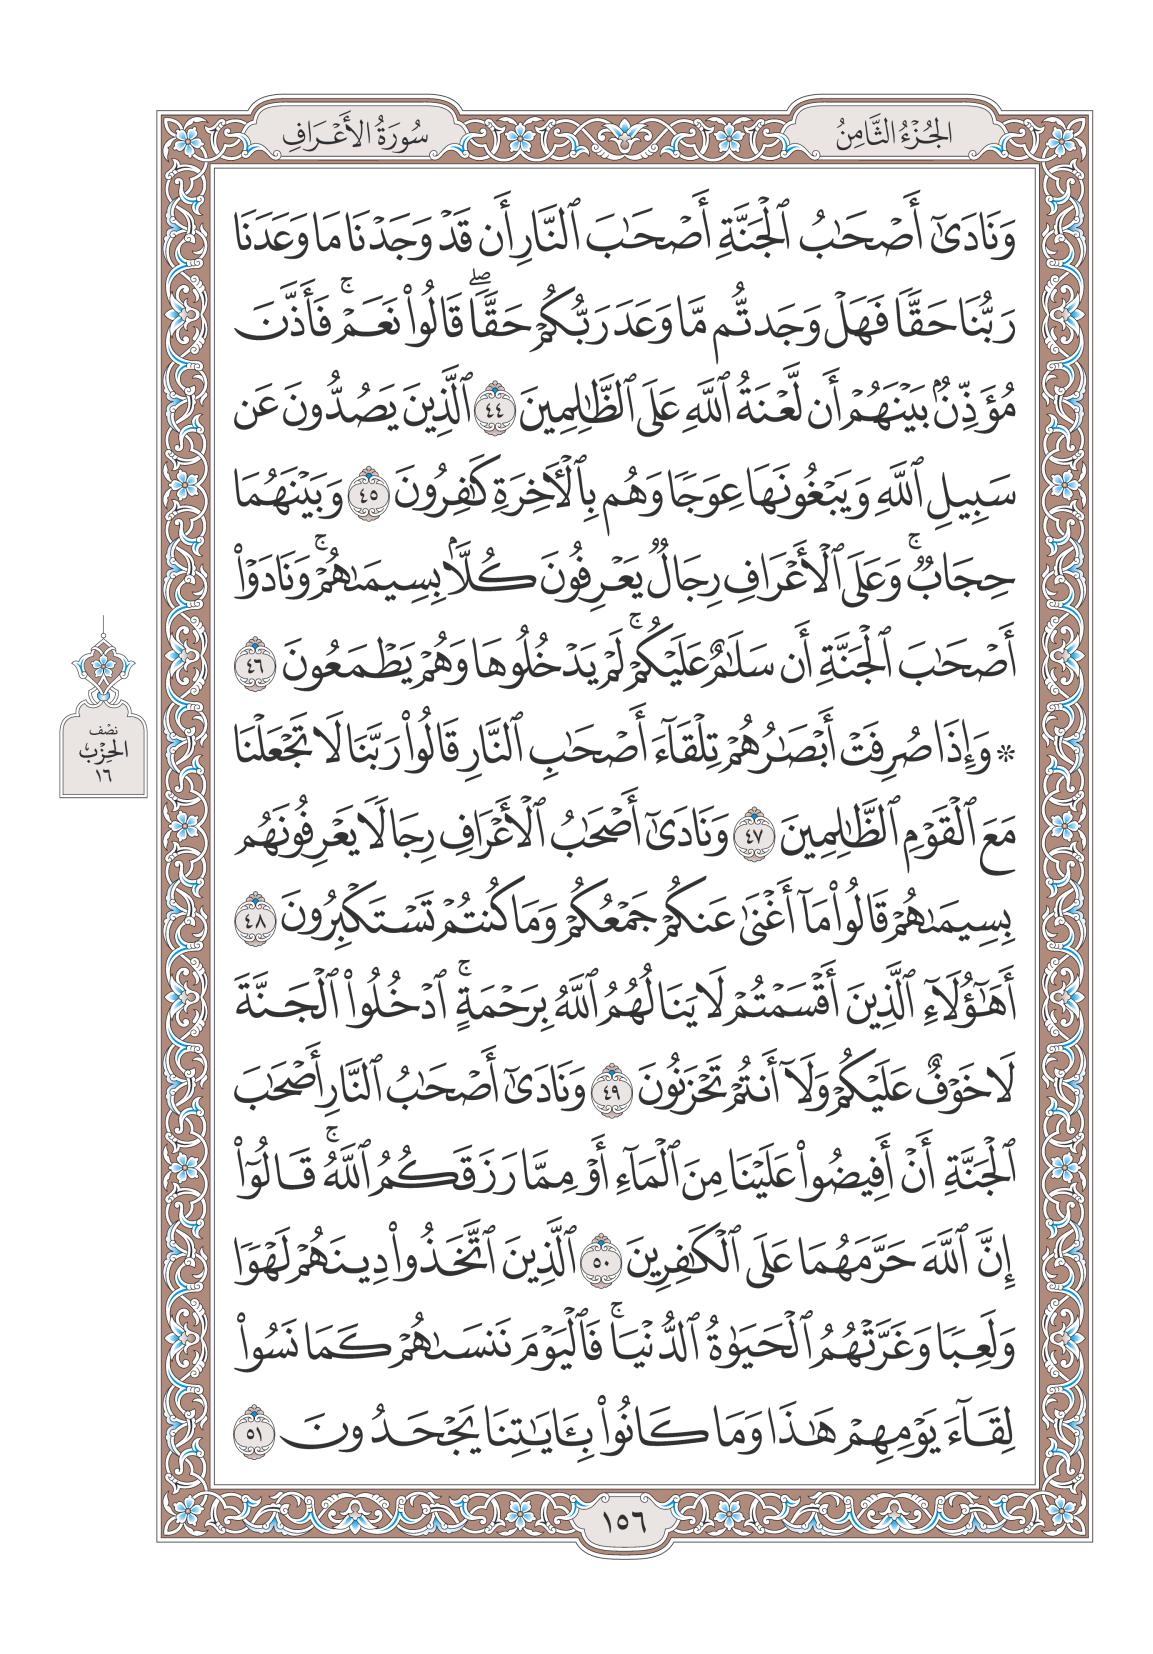 الجُزْءُ الثَّامِنُ
سُورَةُ الأَعْرَافِ
وَنَادَىٰٓ أَصْحَـٰبُ ٱلْجَنَّةِ أَصْحَـٰبَ ٱلنَّارِ أَن قَدْ وَجَدْنَا مَا وَعَدَنَا
رَبُّنَا حَقًّا فَهَلْ وَجَدتُّم مَّا وَعَدَ رَبُّكُمْ حَقًّاۖ قَالُوا۟ نَعَمْۚ فَأَذَّنَ
مُؤَذِّنٌۢ بَيْنَهُمْ أَن لَّعْنَةُ ٱللَّهِ عَلَى ٱلظَّـٰلِمِينَ ٤٤ ٱلَّذِينَ يَصُدُّونَ عَن
سَبِيلِ ٱللَّهِ وَيَبْغُونَهَا عِوَجًا وَهُم بِٱلْـَٔاخِرَةِ كَـٰفِرُونَ ٤٥ وَبَيْنَهُمَا
حِجَابٌۚ وَعَلَى ٱلْأَعْرَافِ رِجَالٌ يَعْرِفُونَ كُلًّۢا بِسِيمَىٰهُمْۚ وَنَادَوْا۟
أَصْحَـٰبَ ٱلْجَنَّةِ أَن سَلَـٰمٌ عَلَيْكُمْۚ لَمْ يَدْخُلُوهَا وَهُمْ يَطْمَعُونَ ٤٦
۞ وَإِذَا صُرِفَتْ أَبْصَـٰرُهُمْ تِلْقَآءَ أَصْحَـٰبِ ٱلنَّارِ قَالُوا۟ رَبَّنَا لَا تَجْعَلْنَا
مَعَ ٱلْقَوْمِ ٱلظَّـٰلِمِينَ ٤٧ وَنَادَىٰٓ أَصْحَـٰبُ ٱلْأَعْرَافِ رِجَالًا يَعْرِفُونَهُم
بِسِيمَىٰهُمْ قَالُوا۟ مَآ أَغْنَىٰ عَنكُمْ جَمْعُكُمْ وَمَا كُنتُمْ تَسْتَكْبِرُونَ ٤٨
أَهَـٰٓؤُلَآءِ ٱلَّذِينَ أَقْسَمْتُمْ لَا يَنَالُهُمُ ٱللَّهُ بِرَحْمَةٍۚ ٱدْخُلُوا۟ ٱلْجَنَّةَ
لَا خَوْفٌ عَلَيْكُمْ وَلَآ أَنتُمْ تَحْزَنُونَ ٤٩ وَنَادَىٰٓ أَصْحَـٰبُ ٱلنَّارِ أَصْحَـٰبَ
ٱلْجَنَّةِ أَنْ أَفِيضُوا۟ عَلَيْنَا مِنَ ٱلْمَآءِ أَوْ مِمَّا رَزَقَكُمُ ٱللَّهُۚ قَالُوٓا۟
إِنَّ ٱللَّهَ حَرَّمَهُمَا عَلَى ٱلْكَـٰفِرِينَ ٥٠ ٱلَّذِينَ ٱتَّخَذُوا۟ دِينَهُمْ لَهْوًا
وَلَعِبًا وَغَرَّتْهُمُ ٱلْحَيَوٰةُ ٱلدُّنْيَاۚ فَٱلْيَوْمَ نَنسَىٰهُمْ كَمَا نَسُوا۟
لِقَآءَ يَوْمِهِمْ هَـٰذَا وَمَا كَانُوا۟ بِـَٔايَـٰتِنَا يَجْحَدُونَ ٥١
نصْف
الحِزْب
١٦
١٥٦